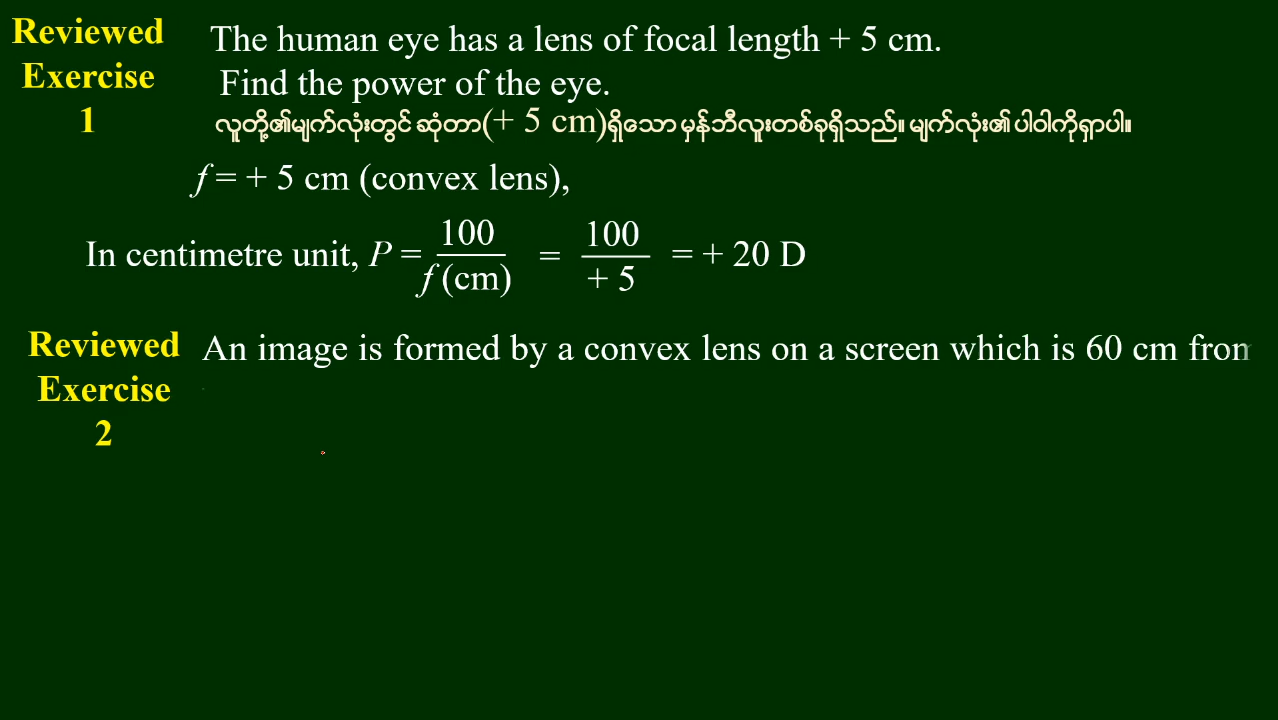 Reviewed
Exercise
1
The human eye has a lens of focal length + 5 cm.
Find the power of the eye.
လူတို့၏မျက်လုံးတွင် ဆုံတာ(+ 5 cm)ရှိသော မှန်ဘီလူးတစ်ခုရှိသည်။ မျက်လုံး၏ ပါဝါကိုရှာပါ။
f = + 5 cm (convex lens),
In centimetre unit, P = 100 / f (cm) = 100 / + 5 = + 20 D
Reviewed
Exercise
2
An image is formed by a convex lens on a screen which is 60 cm from